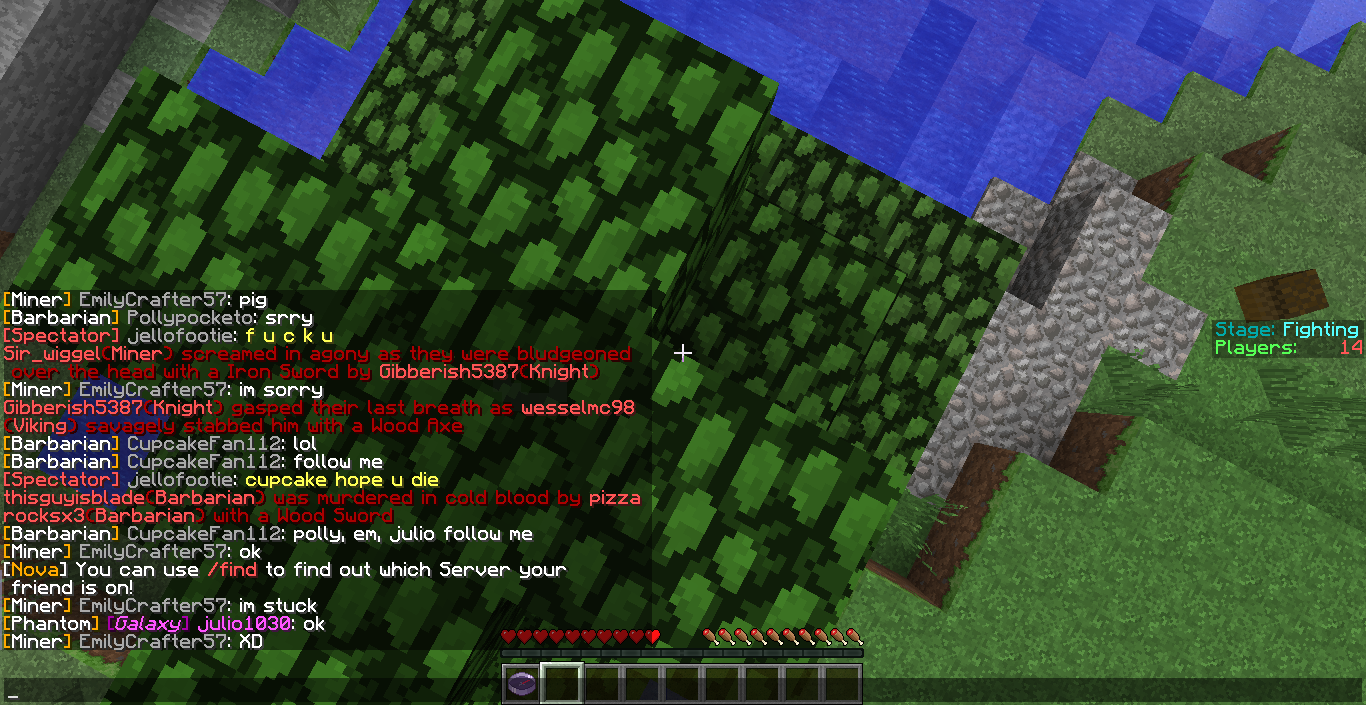 [Miner] EmilyCrafter57: pig
[Barbarian] Pollypocketo: srry
[Spectator] jellofootie: f u c k u
Sir_wiggel(Miner) screamed in agony as they were bludgeoned
over the head with a Iron Sword by Gibberish5387(Knight)
[Miner] EmilyCrafter57: im sorry
Gibberish5387(Knight) gasped their last breath as wesselmc98
(Viking) savagely stabbed him with a Wood Axe
[Barbarian] CupcakeFan112: lol
[Barbarian] CupcakeFan112: follow me
[Spectator] jellofootie: cupcake hope u die
thisguyisblade(Barbarian) was murdered in cold blood by pizza
rocksx3(Barbarian) with a Wood Sword
[Barbarian] CupcakeFan112: polly, em, julio follow me
[Miner] EmilyCrafter57: ok
[Nova] You can use /find to find out which Server your
friend is on!
[Miner] EmilyCrafter57: im stuck
[Phantom] [Galaxy] julio1030: ok
[Miner] EmilyCrafter57: XD
_
Stage: Fighting
Players: 14